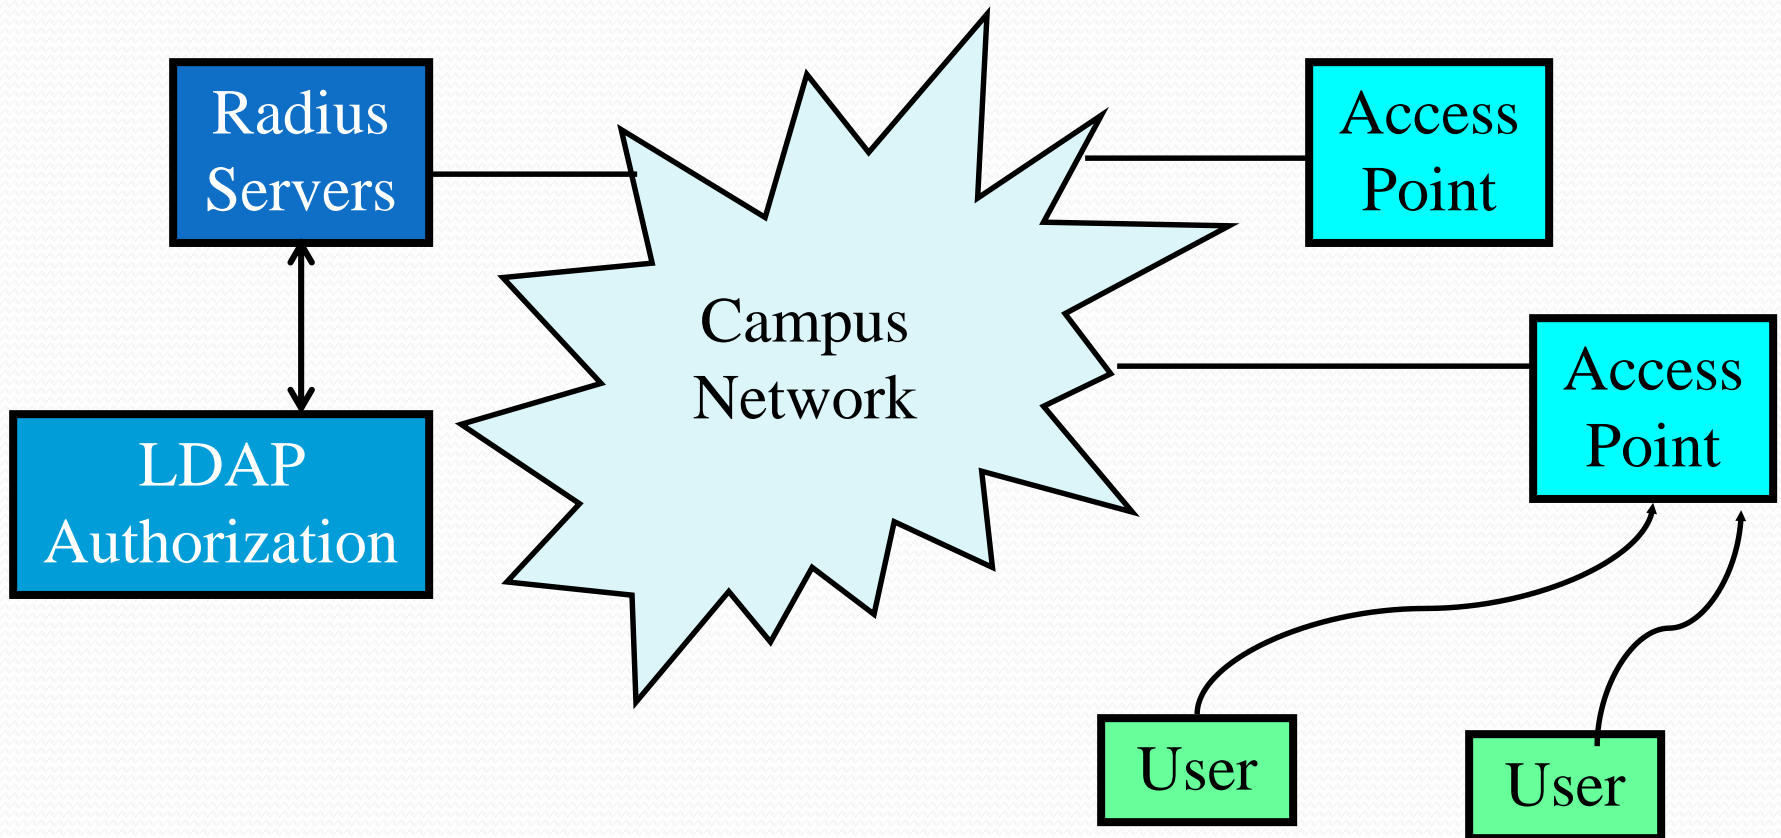 Radius
Servers
Access
Point
Campus
Network
Access
Point
LDAP
Authorization
User
User